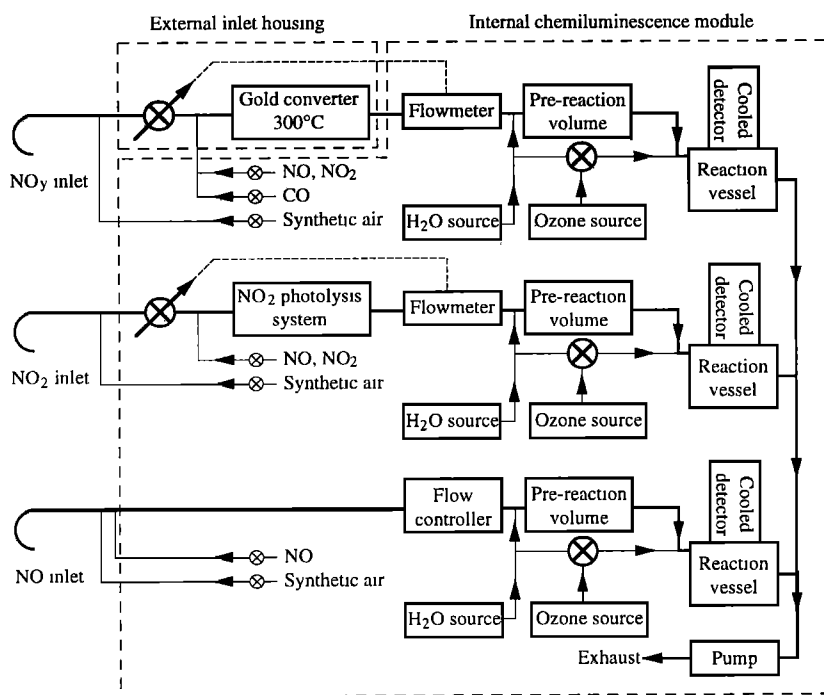 External inlet housing
Internal chemiluminescence module
Gold converter
300°C
Flowmeter
Pre-reaction
volume
Cooled
detector
Reaction
vessel
NOy inlet
NO, NO2
CO
Synthetic air
H2O source
Ozone source
NO2 photolysis
system
Flowmeter
Pre-reaction
volume
Cooled
detector
Reaction
vessel
NO2 inlet
NO, NO2
Synthetic air
H2O source
Ozone source
Flow
controller
Pre-reaction
volume
Cooled
detector
Reaction
vessel
NO inlet
NO
Synthetic air
H2O source
Ozone source
Exhaust
Pump